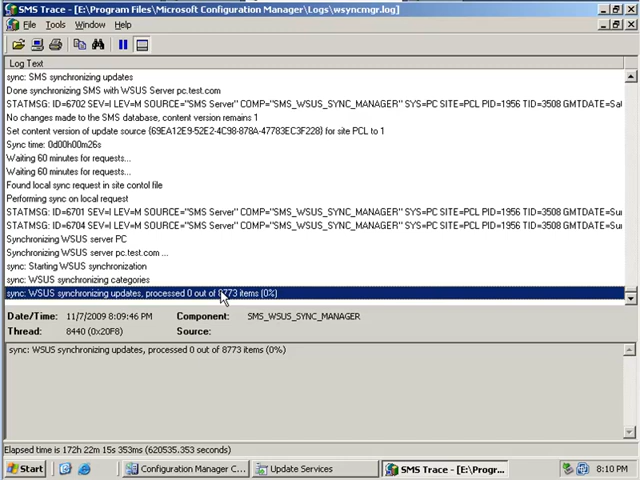 SMS Trace - [E:\Program Files\Microsoft Configuration Manager\Logs\wsyncmgr.log]
File Tools Window Help
Log Text
sync: SMS synchronizing updates
Done synchronizing SMS with WSUS Server pc.test.com
STATMSG: ID=6702 SEV=I LEV=M SOURCE="SMS Server" COMP="SMS_WSUS_SYNC_MANAGER" SYS=PC SITE=PCL PID=1956 TID=3508 GMTDATE=Sat
No changes made to the SMS database, content version remains 1
Set content version of update source {69EA12E9-52E2-4C98-878A-47783EC3F228} for site PCL to 1
Sync time: 0d00h00m26s
Waiting 60 minutes for requests...
Waiting 60 minutes for requests...
Found local sync request in site contol file
Performing sync on local request
STATMSG: ID=6701 SEV=I LEV=M SOURCE="SMS Server" COMP="SMS_WSUS_SYNC_MANAGER" SYS=PC SITE=PCL PID=1956 TID=3508 GMTDATE=Sun
STATMSG: ID=6704 SEV=I LEV=M SOURCE="SMS Server" COMP="SMS_WSUS_SYNC_MANAGER" SYS=PC SITE=PCL PID=1956 TID=3508 GMTDATE=Sun
Synchronizing WSUS server PC
Synchronizing WSUS server pc.test.com ...
sync: Starting WSUS synchronization
sync: WSUS synchronizing categories
sync: WSUS synchronizing updates, processed 0 out of 8773 items (0%)
Date/Time: 11/7/2009 8:09:46 PM Component: SMS_WSUS_SYNC_MANAGER
Thread: 8440 (0x20F8) Source:
sync: WSUS synchronizing updates, processed 0 out of 8773 items (0%)
Elapsed time is 172h 22m 15s 353ms (620535.353 seconds)
Start Configuration Manager C... Update Services SMS Trace - [E:\Progr... 8:10 PM